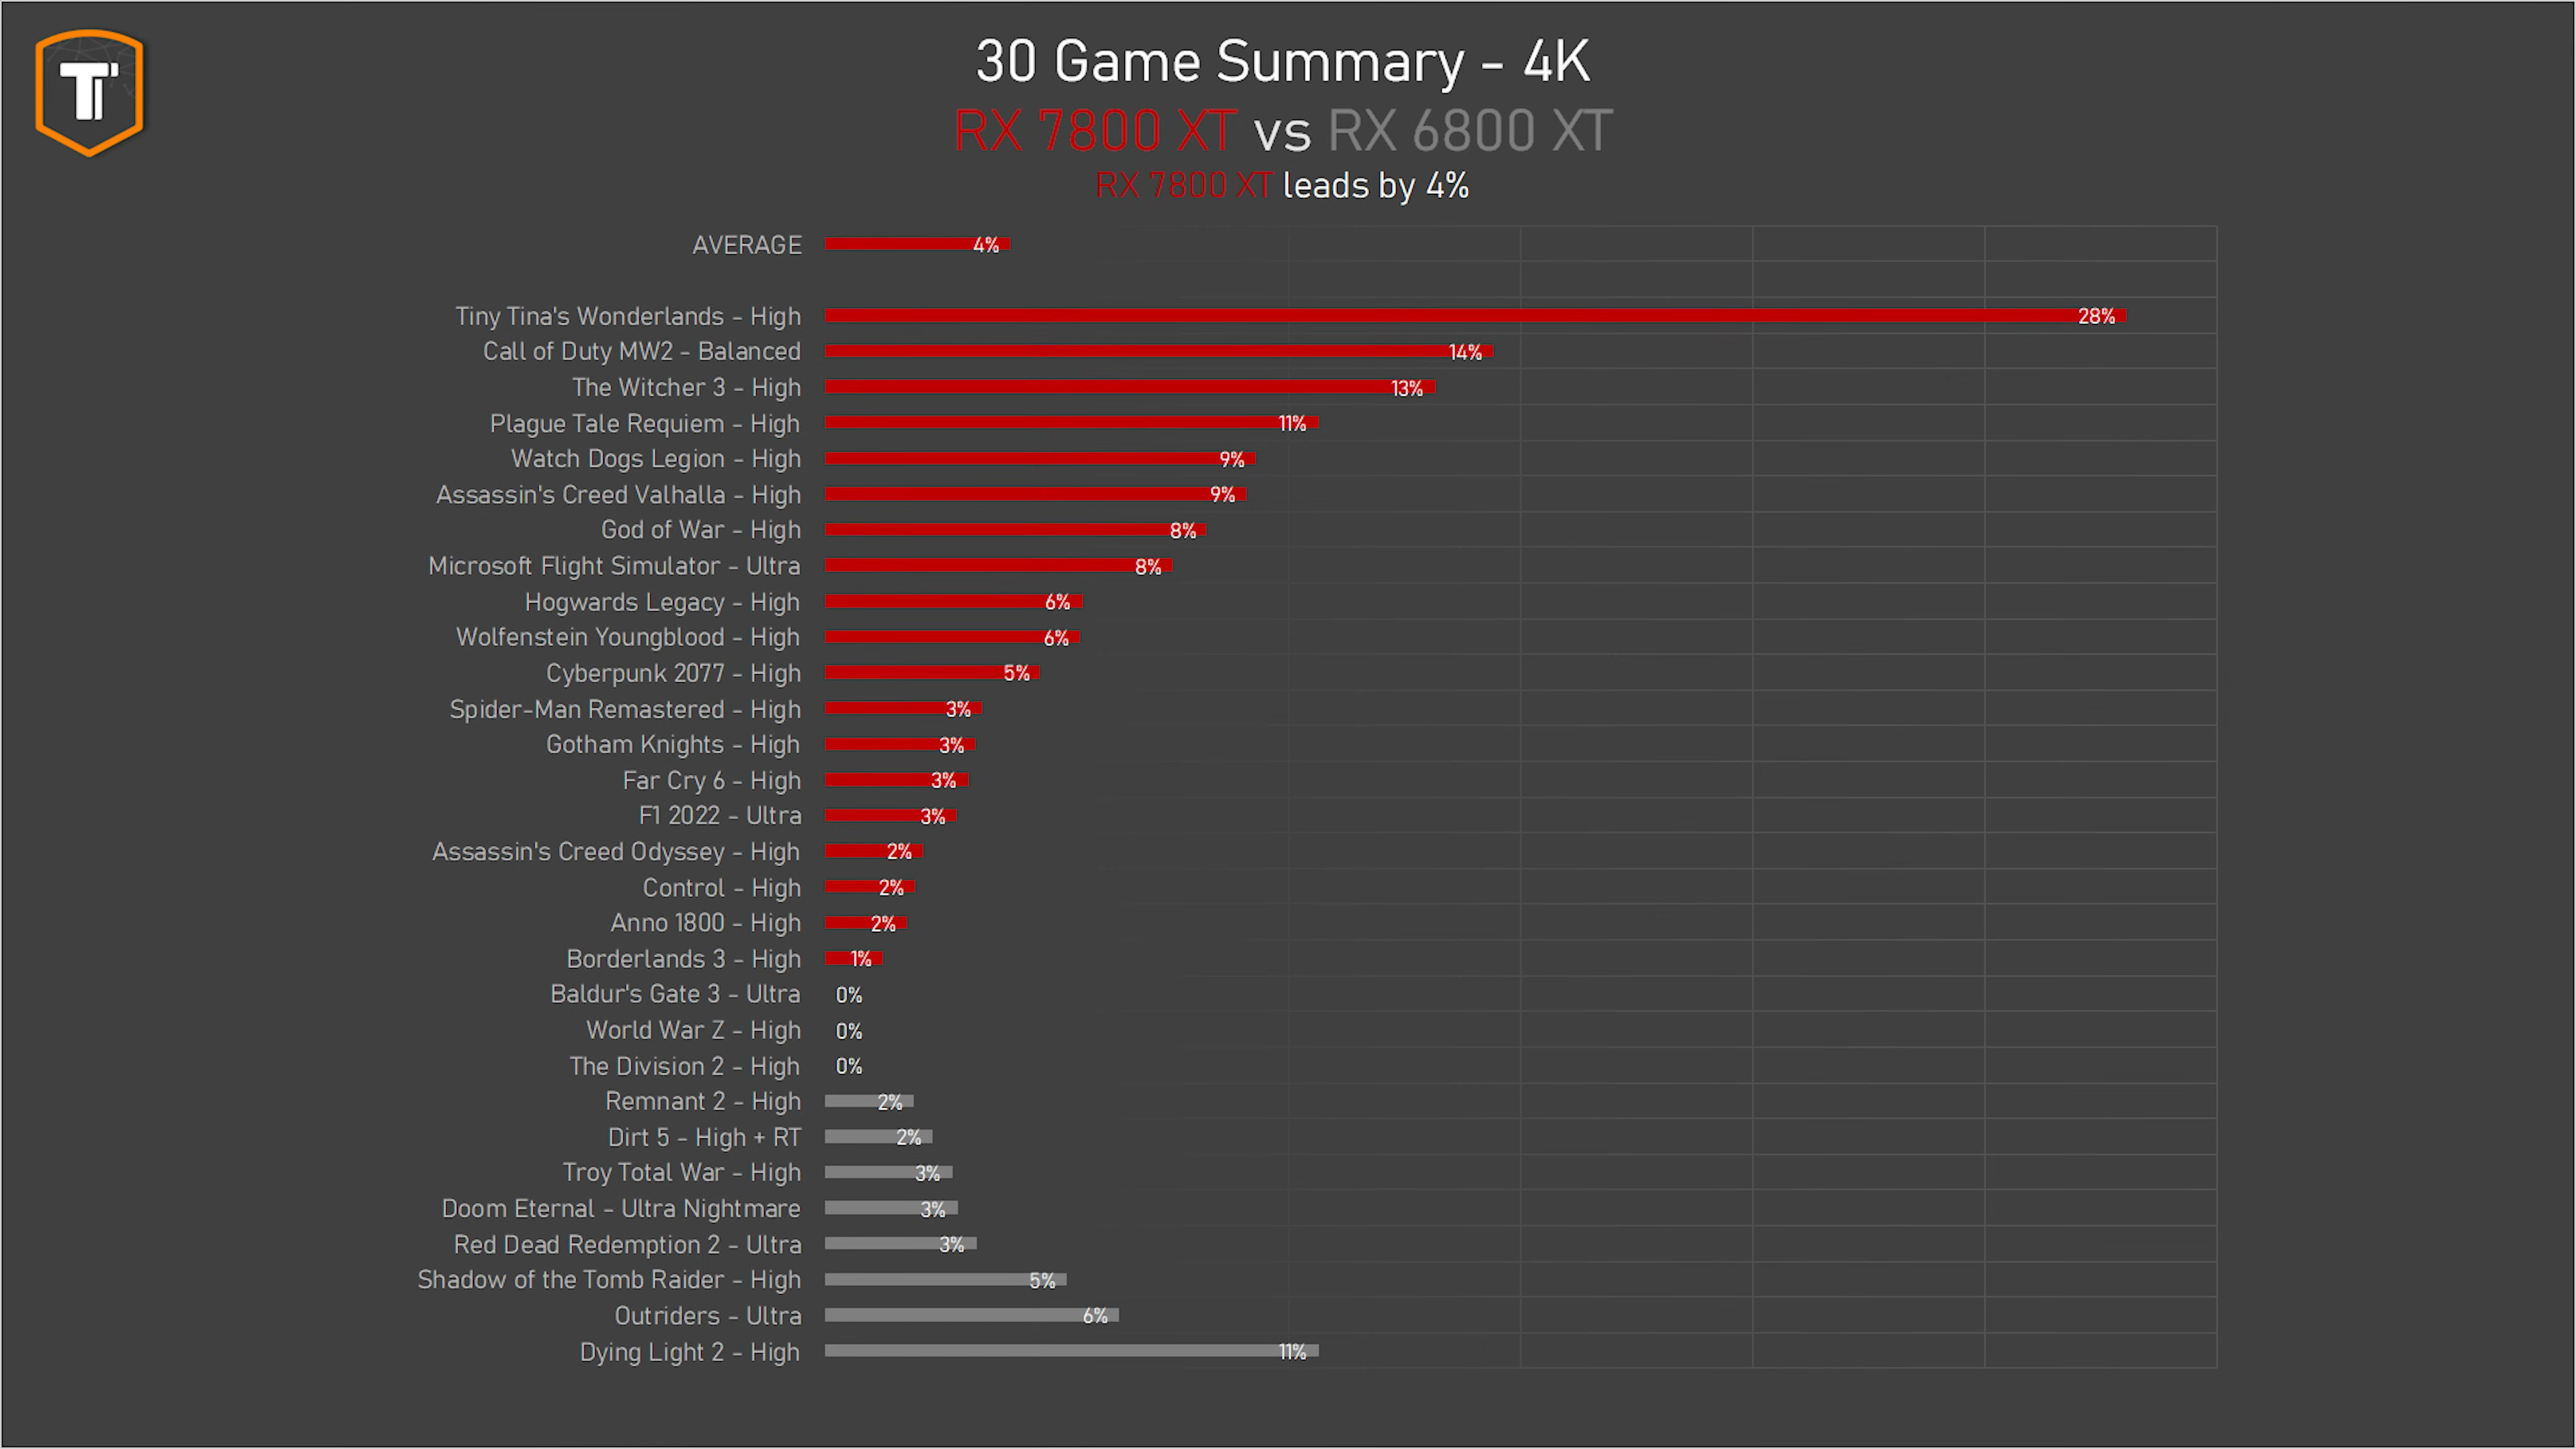 T
30 Game Summary - 4K
RX 7800 XT vs RX 6800 XT
RX 7800 XT leads by 4%
AVERAGE 4%
Tiny Tina's Wonderlands - High 28%
Call of Duty MW2 - Balanced 14%
The Witcher 3 - High 13%
Plague Tale Requiem - High 11%
Watch Dogs Legion - High 9%
Assassin's Creed Valhalla - High 9%
God of War - High 8%
Microsoft Flight Simulator - Ultra 8%
Hogwards Legacy - High 6%
Wolfenstein Youngblood - High 6%
Cyberpunk 2077 - High 5%
Spider-Man Remastered - High 3%
Gotham Knights - High 3%
Far Cry 6 - High 3%
F1 2022 - Ultra 3%
Assassin's Creed Odyssey - High 2%
Control - High 2%
Anno 1800 - High 2%
Borderlands 3 - High 1%
Baldur's Gate 3 - Ultra 0%
World War Z - High 0%
The Division 2 - High 0%
Remnant 2 - High 2%
Dirt 5 - High + RT 2%
Troy Total War - High 3%
Doom Eternal - Ultra Nightmare 3%
Red Dead Redemption 2 - Ultra 3%
Shadow of the Tomb Raider - High 5%
Outriders - Ultra 6%
Dying Light 2 - High 11%